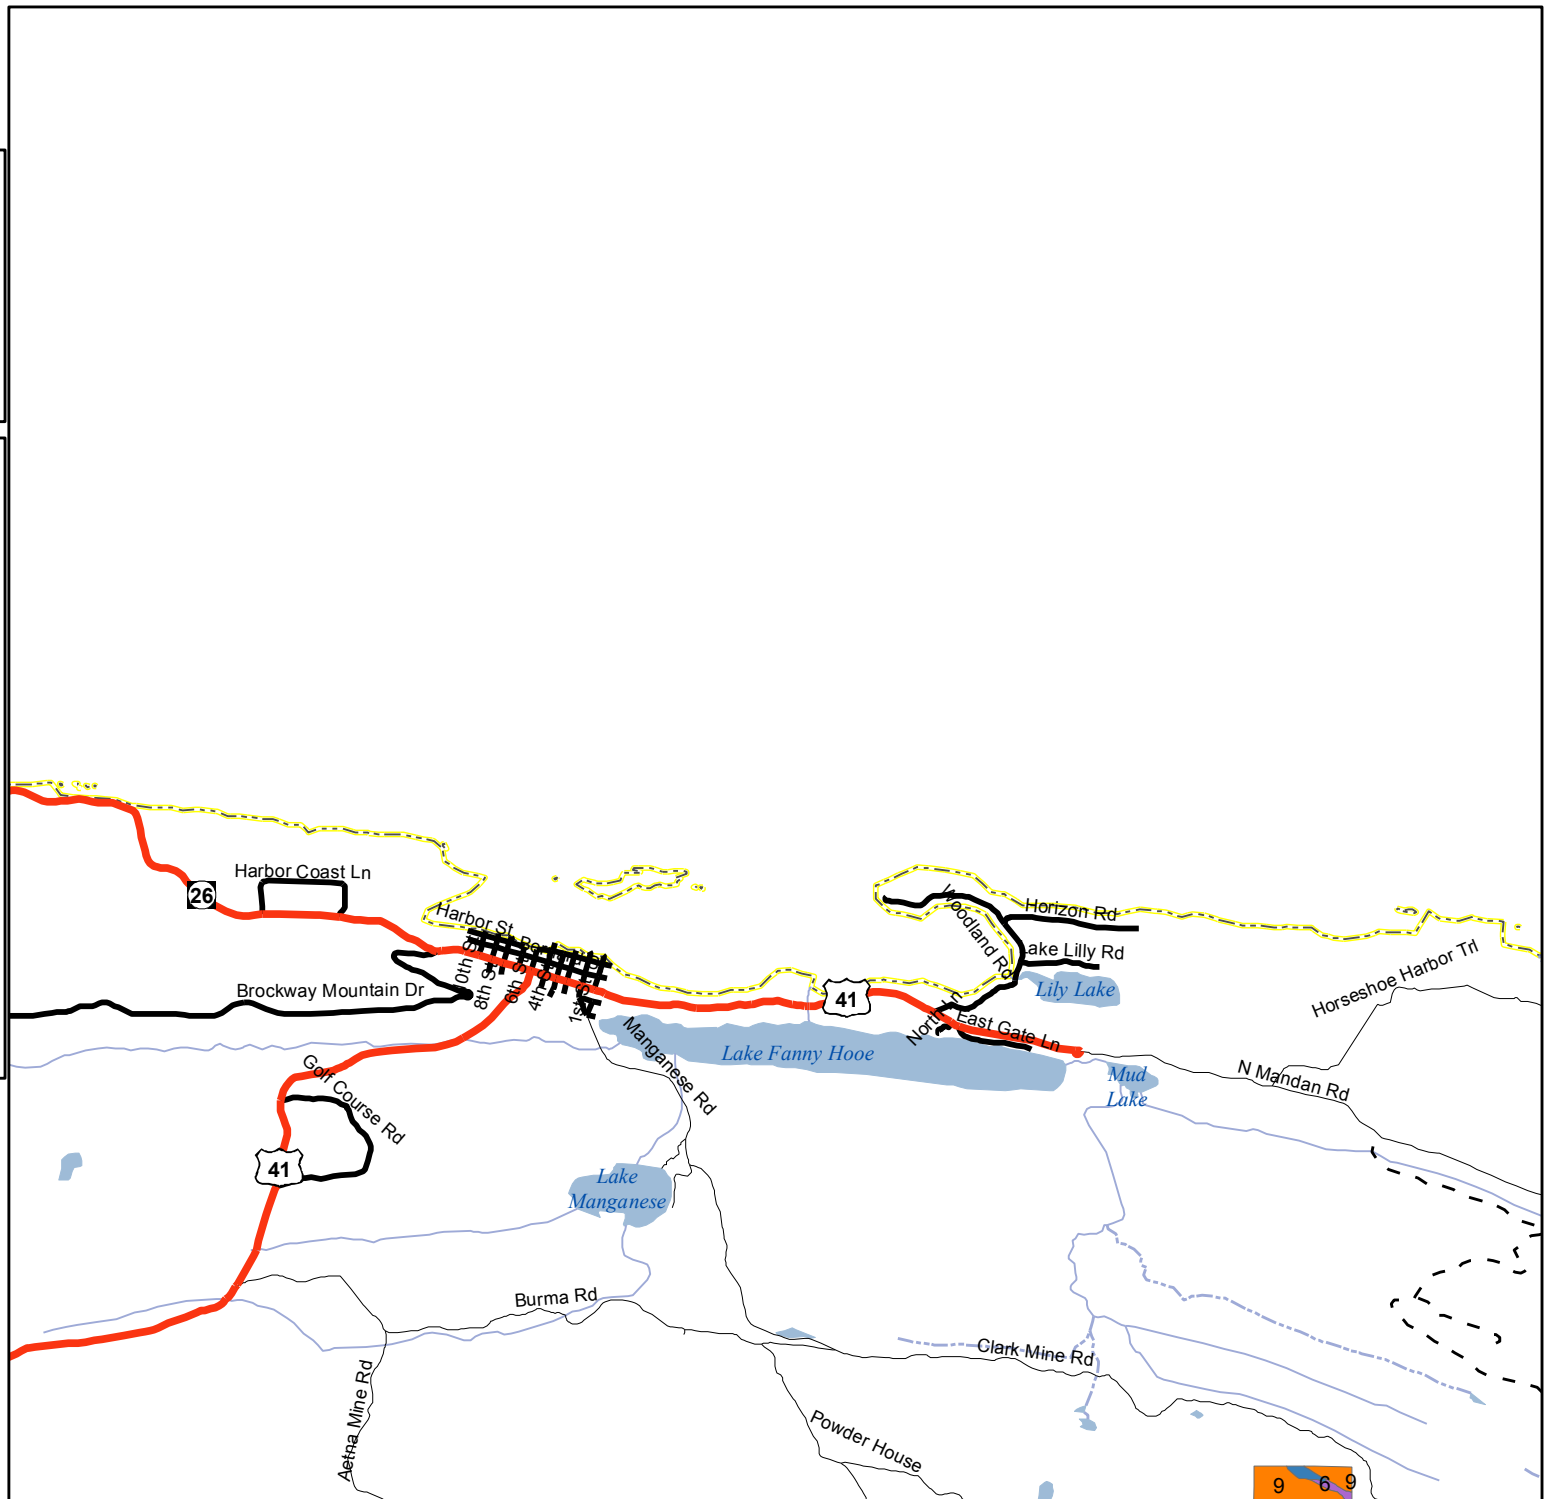 Harbor Coast Ln
26
Harbor St
Woodland Rd
Horizon Rd
Lake Lilly Rd
10th St
8th St
6th St
4th St
1st St
Brockway Mountain Dr
41
Lily Lake
Horseshoe Harbor Trl
North Ln
East Gate Ln
Manganese Rd
Lake Fanny Hooe
Mud
Lake
N Mandan Rd
Golf Course Rd
41
Lake
Manganese
Burma Rd
Clark Mine Rd
Aetna Mine Rd
Powder House
9
6
9